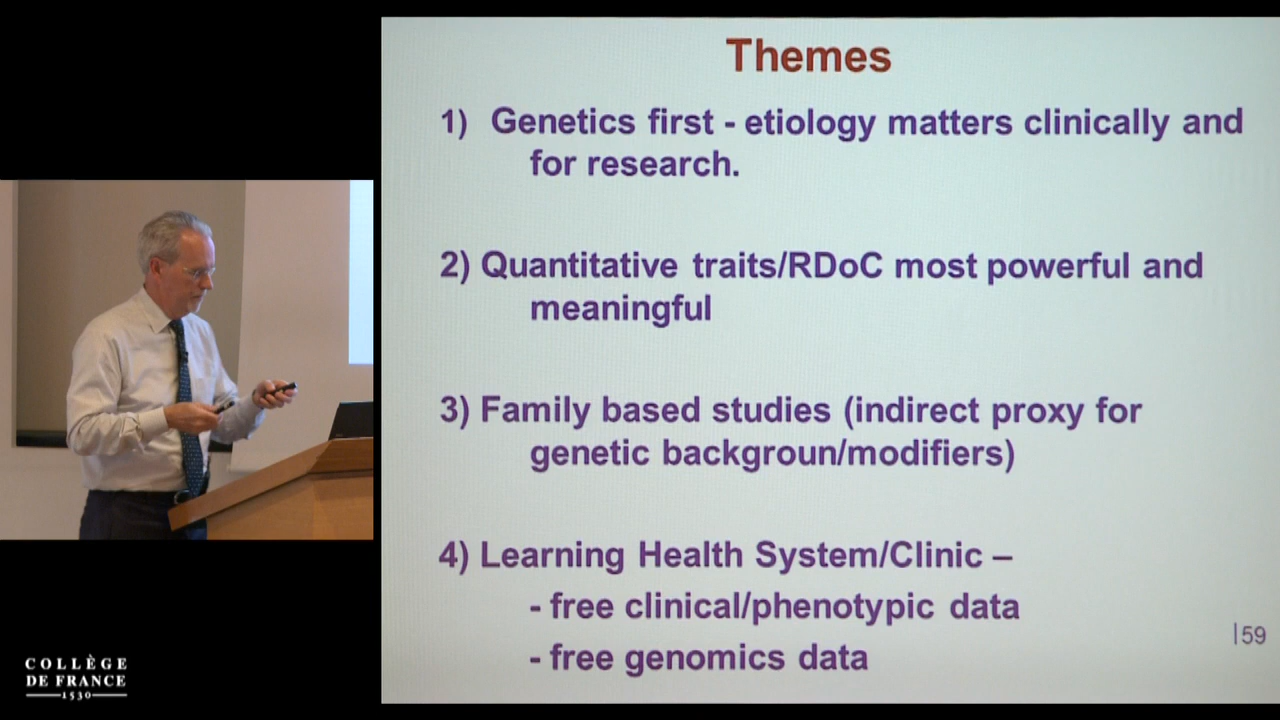 Themes
1) Genetics first - etiology matters clinically and
for research.
2) Quantitative traits/RDoC most powerful and
meaningful
3) Family based studies (indirect proxy for
genetic backgroun/modifiers)
4) Learning Health System/Clinic –
- free clinical/phenotypic data
- free genomics data
59
COLLÈGE
DE FRANCE
1530